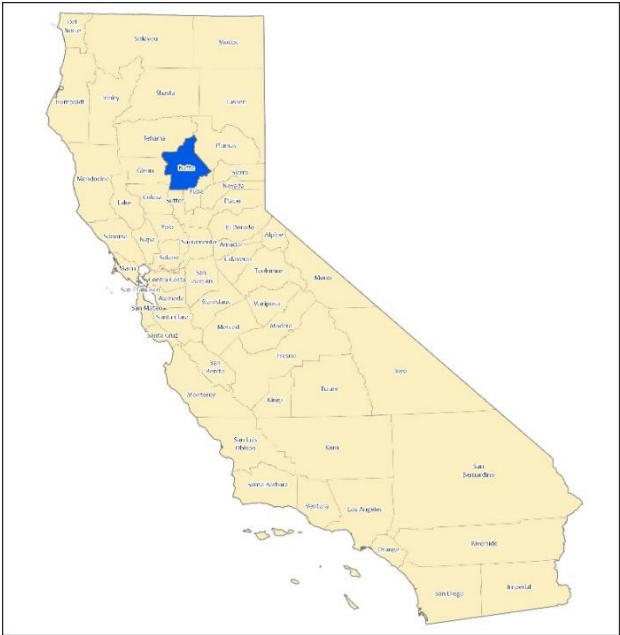 Del
Norte
Siskiyou
Modoc
Humboldt
Trinity
Shasta
Lassen
Tehama
Plumas
Butte
Mendocino
Glenn
Sierra
Nevada
Yuba
Placer
Lake
Colusa
Sutter
El Dorado
Alpine
Sonoma
Napa
Yolo
Sacramento
Amador
Solano
Calaveras
Marin
Contra Costa
San
Joaquin
Tuolumne
Mono
San Francisco
Alameda
San Mateo
Stanislaus
Mariposa
Santa Clara
Merced
Madera
Santa Cruz
San
Benito
Fresno
Inyo
Monterey
Kings
Tulare
San Luis
Obispo
Kern
San
Bernardino
Santa Barbara
Ventura
Los Angeles
Orange
Riverside
San Diego
Imperial